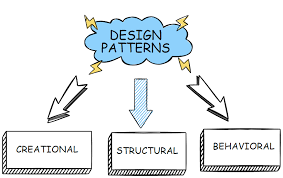 DESIGN
PATTERNS
CREATIONAL
STRUCTURAL
BEHAVIORAL